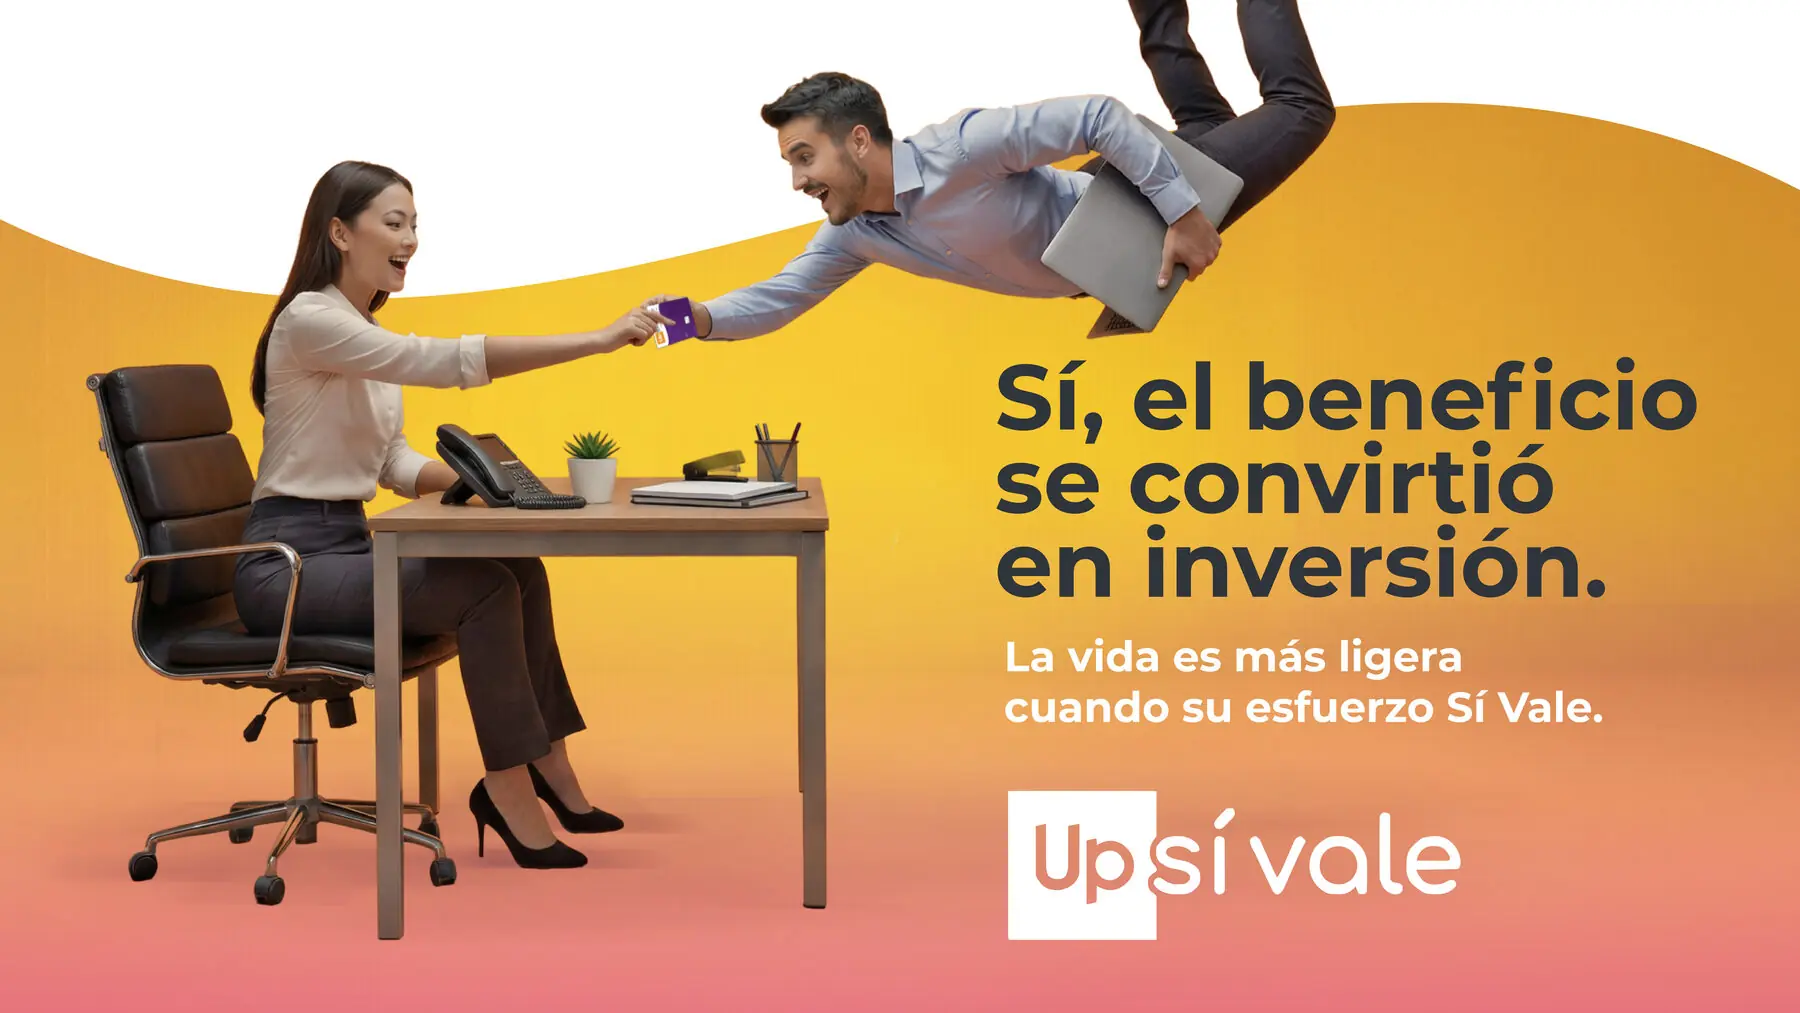 Sí, el beneficio
se convirtió
en inversión.
La vida es más ligera
cuando su esfuerzo Sí Vale.
Up sí vale